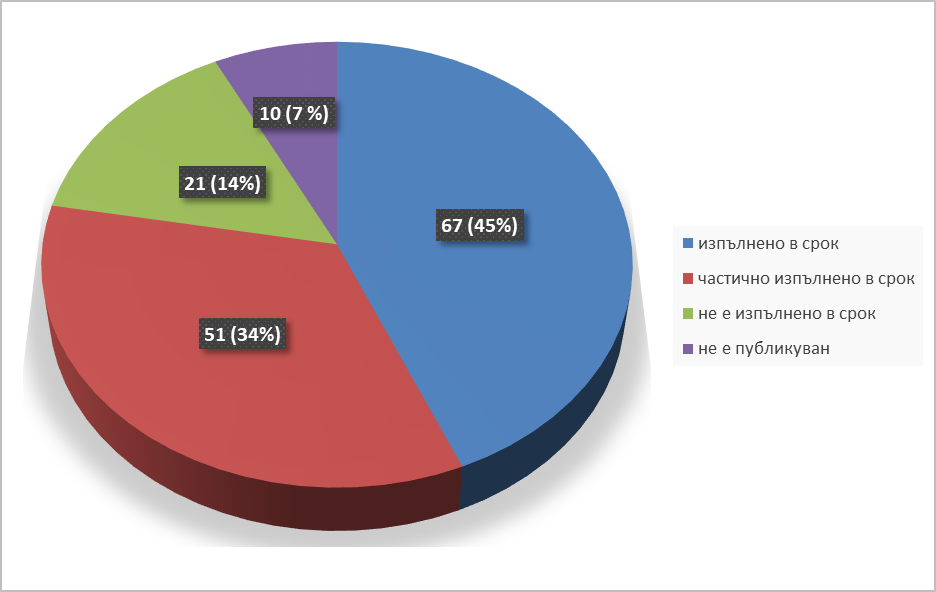 10 (7 %)
21 (14%)
67 (45%)
51 (34%)
изпълнено в срок
частично изпълнено в срок
не е изпълнено в срок
не е публикуван